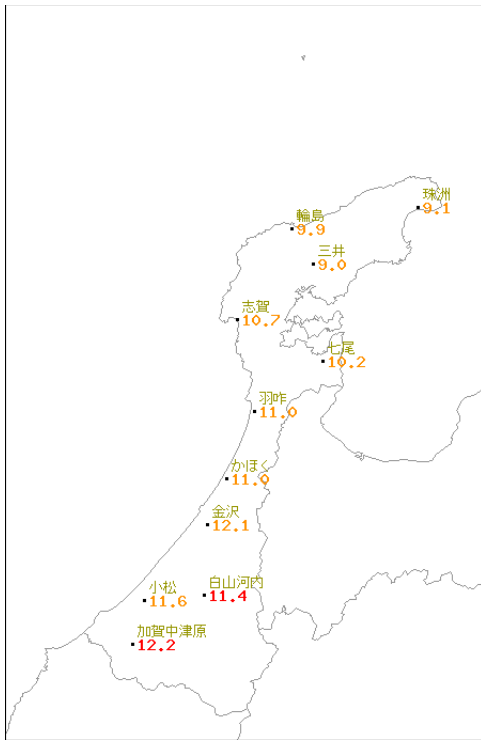 珠洲
9.1
輪島
9.9
三井
9.0
志賀
10.7
七尾
10.2
羽咋
11.0
かほく
11.0
金沢
12.1
白山河内
11.4
小松
11.6
加賀中津原
12.2